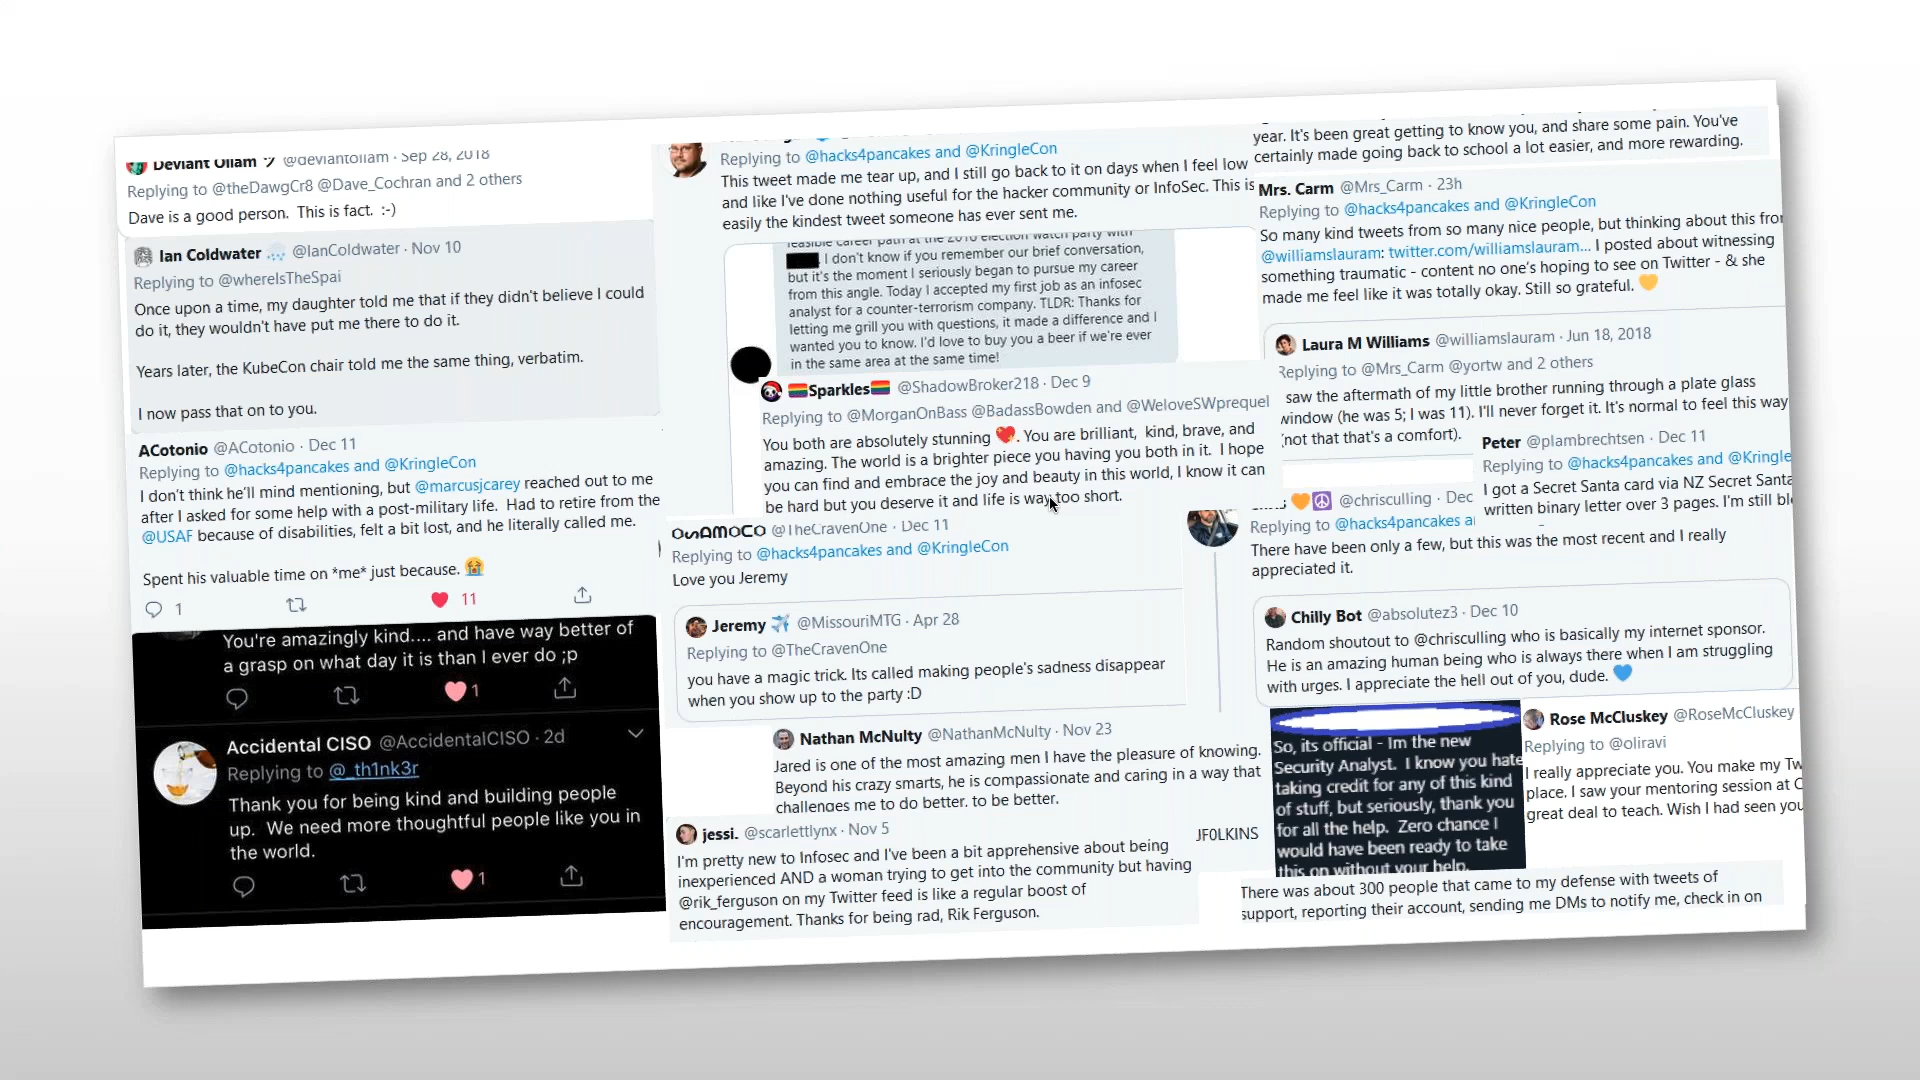 Deviant Ollam @deviantollam · Sep 28, 2018
Replying to @theDawgCr8 @Dave_Cochran and 2 others
Dave is a good person. This is fact. :-)
Ian Coldwater @IanColdwater · Nov 10
Replying to @whereIsTheSpai
Once upon a time, my daughter told me that if they didn't believe I could
do it, they wouldn't have put me there to do it.
Years later, the KubeCon chair told me the same thing, verbatim.
I now pass that on to you.
ACotonio @ACotonio · Dec 11
Replying to @hacks4pancakes and @KringleCon
I don't think he'll mind mentioning, but @marcusjcarey reached out to me
after I asked for some help with a post-military life. Had to retire from the
@USAF because of disabilities, felt a bit lost, and he literally called me.
Spent his valuable time on *me* just because. 😭
1 11
You're amazingly kind.... and have way better of
a grasp on what day it is than I ever do ;p
1
Accidental CISO @AccidentalCISO · 2d
Replying to @_th1nk3r
Thank you for being kind and building people
up. We need more thoughtful people like you in
the world.
1
Replying to @hacks4pancakes and @KringleCon
This tweet made me tear up, and I still go back to it on days when I feel low
and like I've done nothing useful for the hacker community or InfoSec. This is
easily the kindest tweet someone has ever sent me.
feasible career path at the 2016 election watch party with
. I don't know if you remember our brief conversation,
but it's the moment I seriously began to pursue my career
from this angle. Today I accepted my first job as an infosec
analyst for a counter-terrorism company. TLDR: Thanks for
letting me grill you with questions, it made a difference and I
wanted you to know. I'd love to buy you a beer if we're ever
in the same area at the same time!
🏳️‍🌈Sparkles🏳️‍🌈 @ShadowBroker218 · Dec 9
Replying to @MorganOnBass @BadassBowden and @WeloveSWprequel
You both are absolutely stunning 💖. You are brilliant, kind, brave, and
amazing. The world is a brighter piece you having you both in it. I hope
you can find and embrace the joy and beauty in this world, I know it can
be hard but you deserve it and life is way too short.
@TheCravenOne · Dec 11
Replying to @hacks4pancakes and @KringleCon
Love you Jeremy
Jeremy ✈️ @MissouriMTG · Apr 28
Replying to @TheCravenOne
you have a magic trick. Its called making people's sadness disappear
when you show up to the party :D
Nathan McNulty @NathanMcNulty · Nov 23
Jared is one of the most amazing men I have the pleasure of knowing.
Beyond his crazy smarts, he is compassionate and caring in a way that
challenges me to do better. to be better.
jessi. @scarlettlynx · Nov 5
I'm pretty new to Infosec and I've been a bit apprehensive about being
inexperienced AND a woman trying to get into the community but having
@rik_ferguson on my Twitter feed is like a regular boost of
encouragement. Thanks for being rad, Rik Ferguson.
JF0LKINS
year. It's been great getting to know you, and share some pain. You've
certainly made going back to school a lot easier, and more rewarding.
Mrs. Carm @Mrs_Carm · 23h
Replying to @hacks4pancakes and @KringleCon
So many kind tweets from so many nice people, but thinking about this from
@williamslauram: twitter.com/williamslauram... I posted about witnessing
something traumatic - content no one's hoping to see on Twitter - & she
made me feel like it was totally okay. Still so grateful. 🧡
Laura M Williams @williamslauram · Jun 18, 2018
Replying to @Mrs_Carm @yortw and 2 others
saw the aftermath of my little brother running through a plate glass
window (he was 5; I was 11). I'll never forget it. It's normal to feel this way
(not that that's a comfort).
Peter @plambrechtsen · Dec 11
Replying to @hacks4pancakes and @Kringle
I got a Secret Santa card via NZ Secret Santa
written binary letter over 3 pages. I'm still bl
🧡☮️ @chrisculling · Dec
Replying to @hacks4pancakes a
There have been only a few, but this was the most recent and I really
appreciated it.
Chilly Bot @absolutez3 · Dec 10
Random shoutout to @chrisculling who is basically my internet sponsor.
He is an amazing human being who is always there when I am struggling
with urges. I appreciate the hell out of you, dude. 💙
So, its official - Im the new
Security Analyst. I know you hate
taking credit for any of this kind
of stuff, but seriously, thank you
for all the help. Zero chance I
would have been ready to take
this on without your help.
Rose McCluskey @RoseMcCluskey
Replying to @oliravi
I really appreciate you. You make my Tw
place. I saw your mentoring session at C
great deal to teach. Wish I had seen you
There was about 300 people that came to my defense with tweets of
support, reporting their account, sending me DMs to notify me, check in on